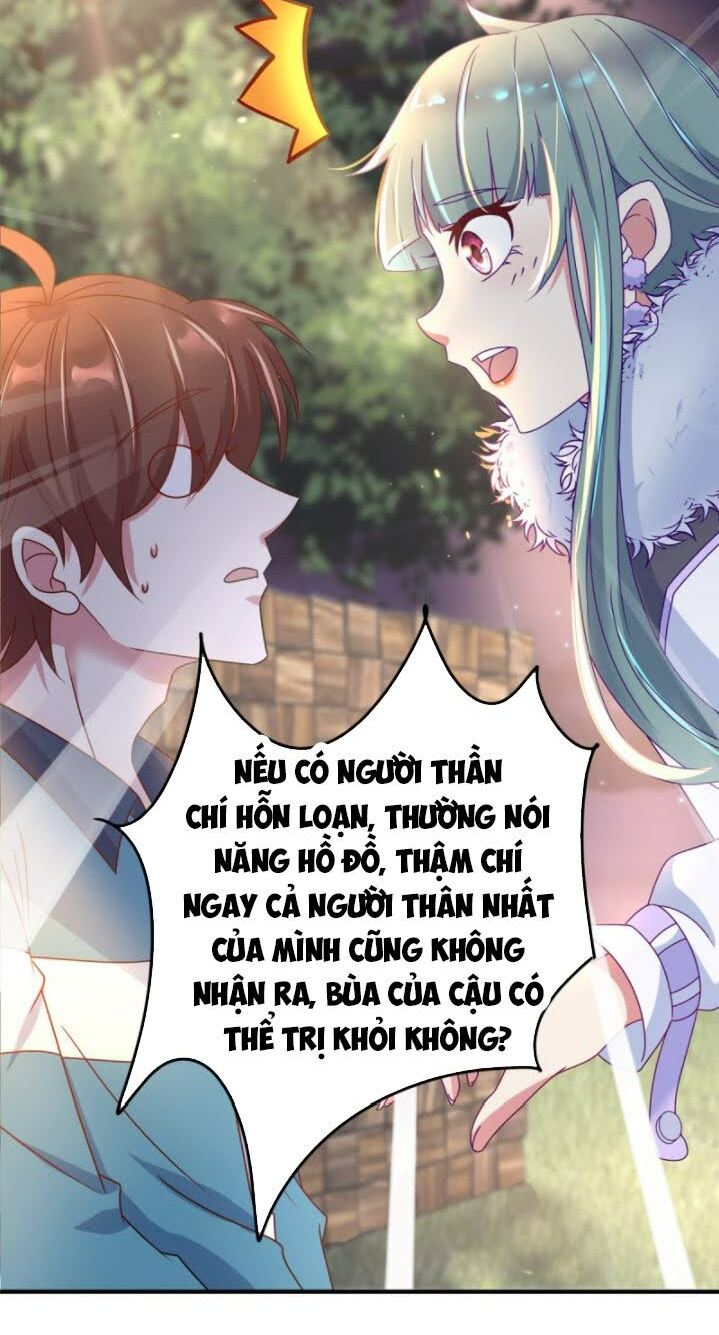 NẾU CÓ NGƯỜI THẦN
CHÍ HỖN LOẠN, THƯỜNG NÓI
NĂNG HỒ ĐỒ, THẬM CHÍ
NGAY CẢ NGƯỜI THÂN NHẤT
CỦA MÌNH CŨNG KHÔNG
NHẬN RA, BÙA CỦA CẬU CÓ
THỂ TRỊ KHỎI KHÔNG?